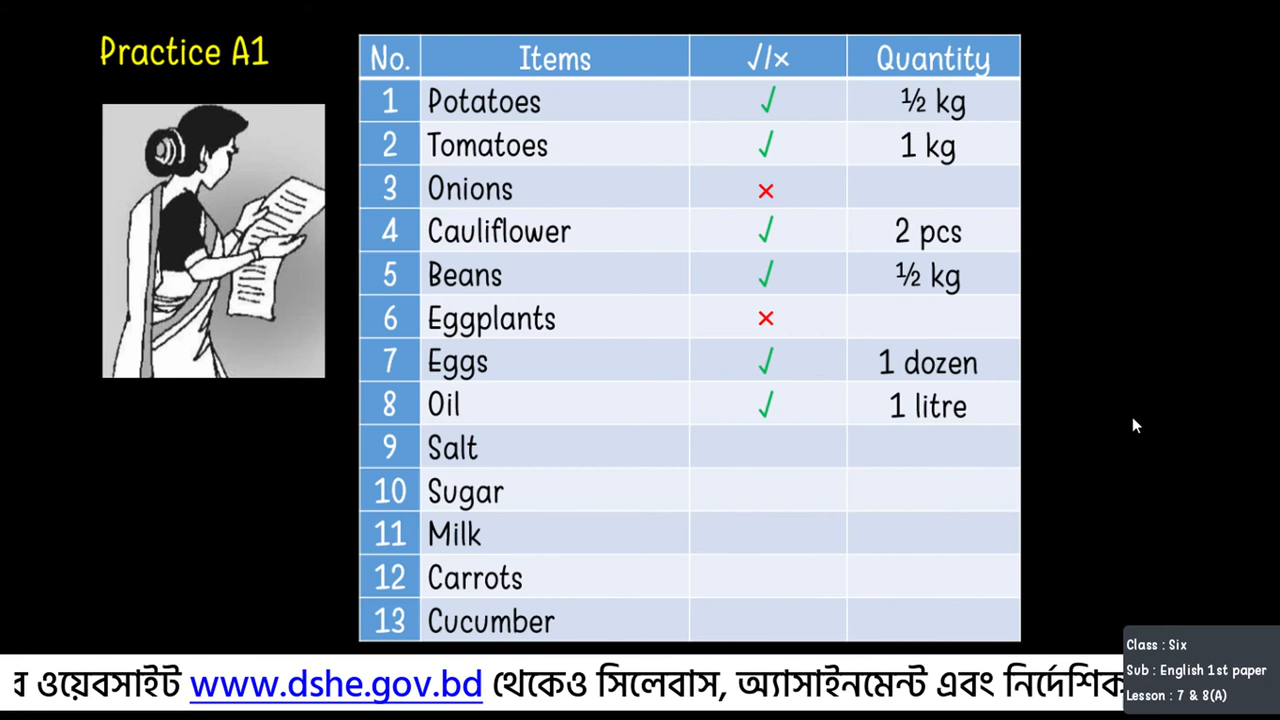 Practice A1
No. Items √/× Quantity
1 Potatoes √ ½ kg
2 Tomatoes √ 1 kg
3 Onions ×
4 Cauliflower √ 2 pcs
5 Beans √ ½ kg
6 Eggplants ×
7 Eggs √ 1 dozen
8 Oil √ 1 litre
9 Salt
10 Sugar
11 Milk
12 Carrots
13 Cucumber
Class : Six
Sub : English 1st paper
Lesson : 7 & 8(A)
ওয়েবসাইট www.dshe.gov.bd থেকেও সিলেবাস, অ্যাসাইনমেন্ট এবং নির্দেশিক